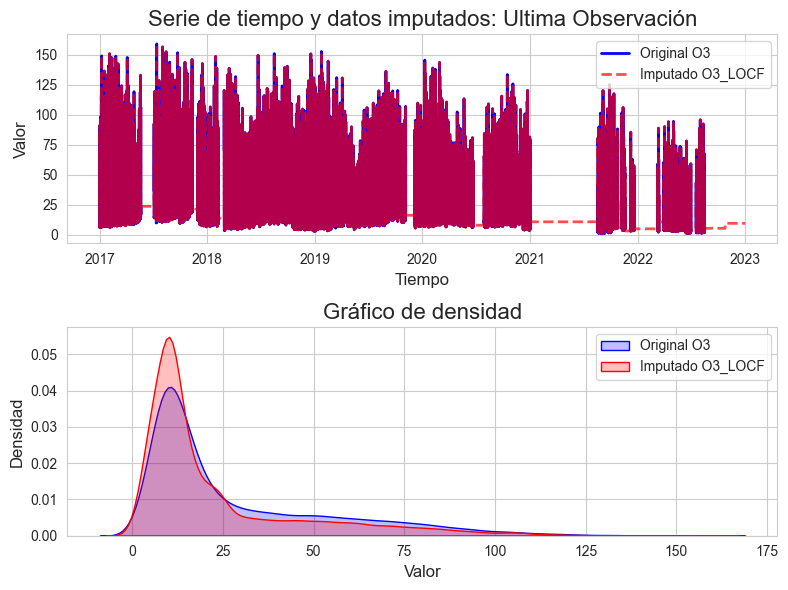 Serie de tiempo y datos imputados: Ultima Observación
Original O3
Imputado O3_LOCF
Valor
150
125
100
75
50
25
0
2017 2018 2019 2020 2021 2022 2023
Tiempo
Gráfico de densidad
Original O3
Imputado O3_LOCF
Densidad
0.05
0.04
0.03
0.02
0.01
0.00
0 25 50 75 100 125 150 175
Valor